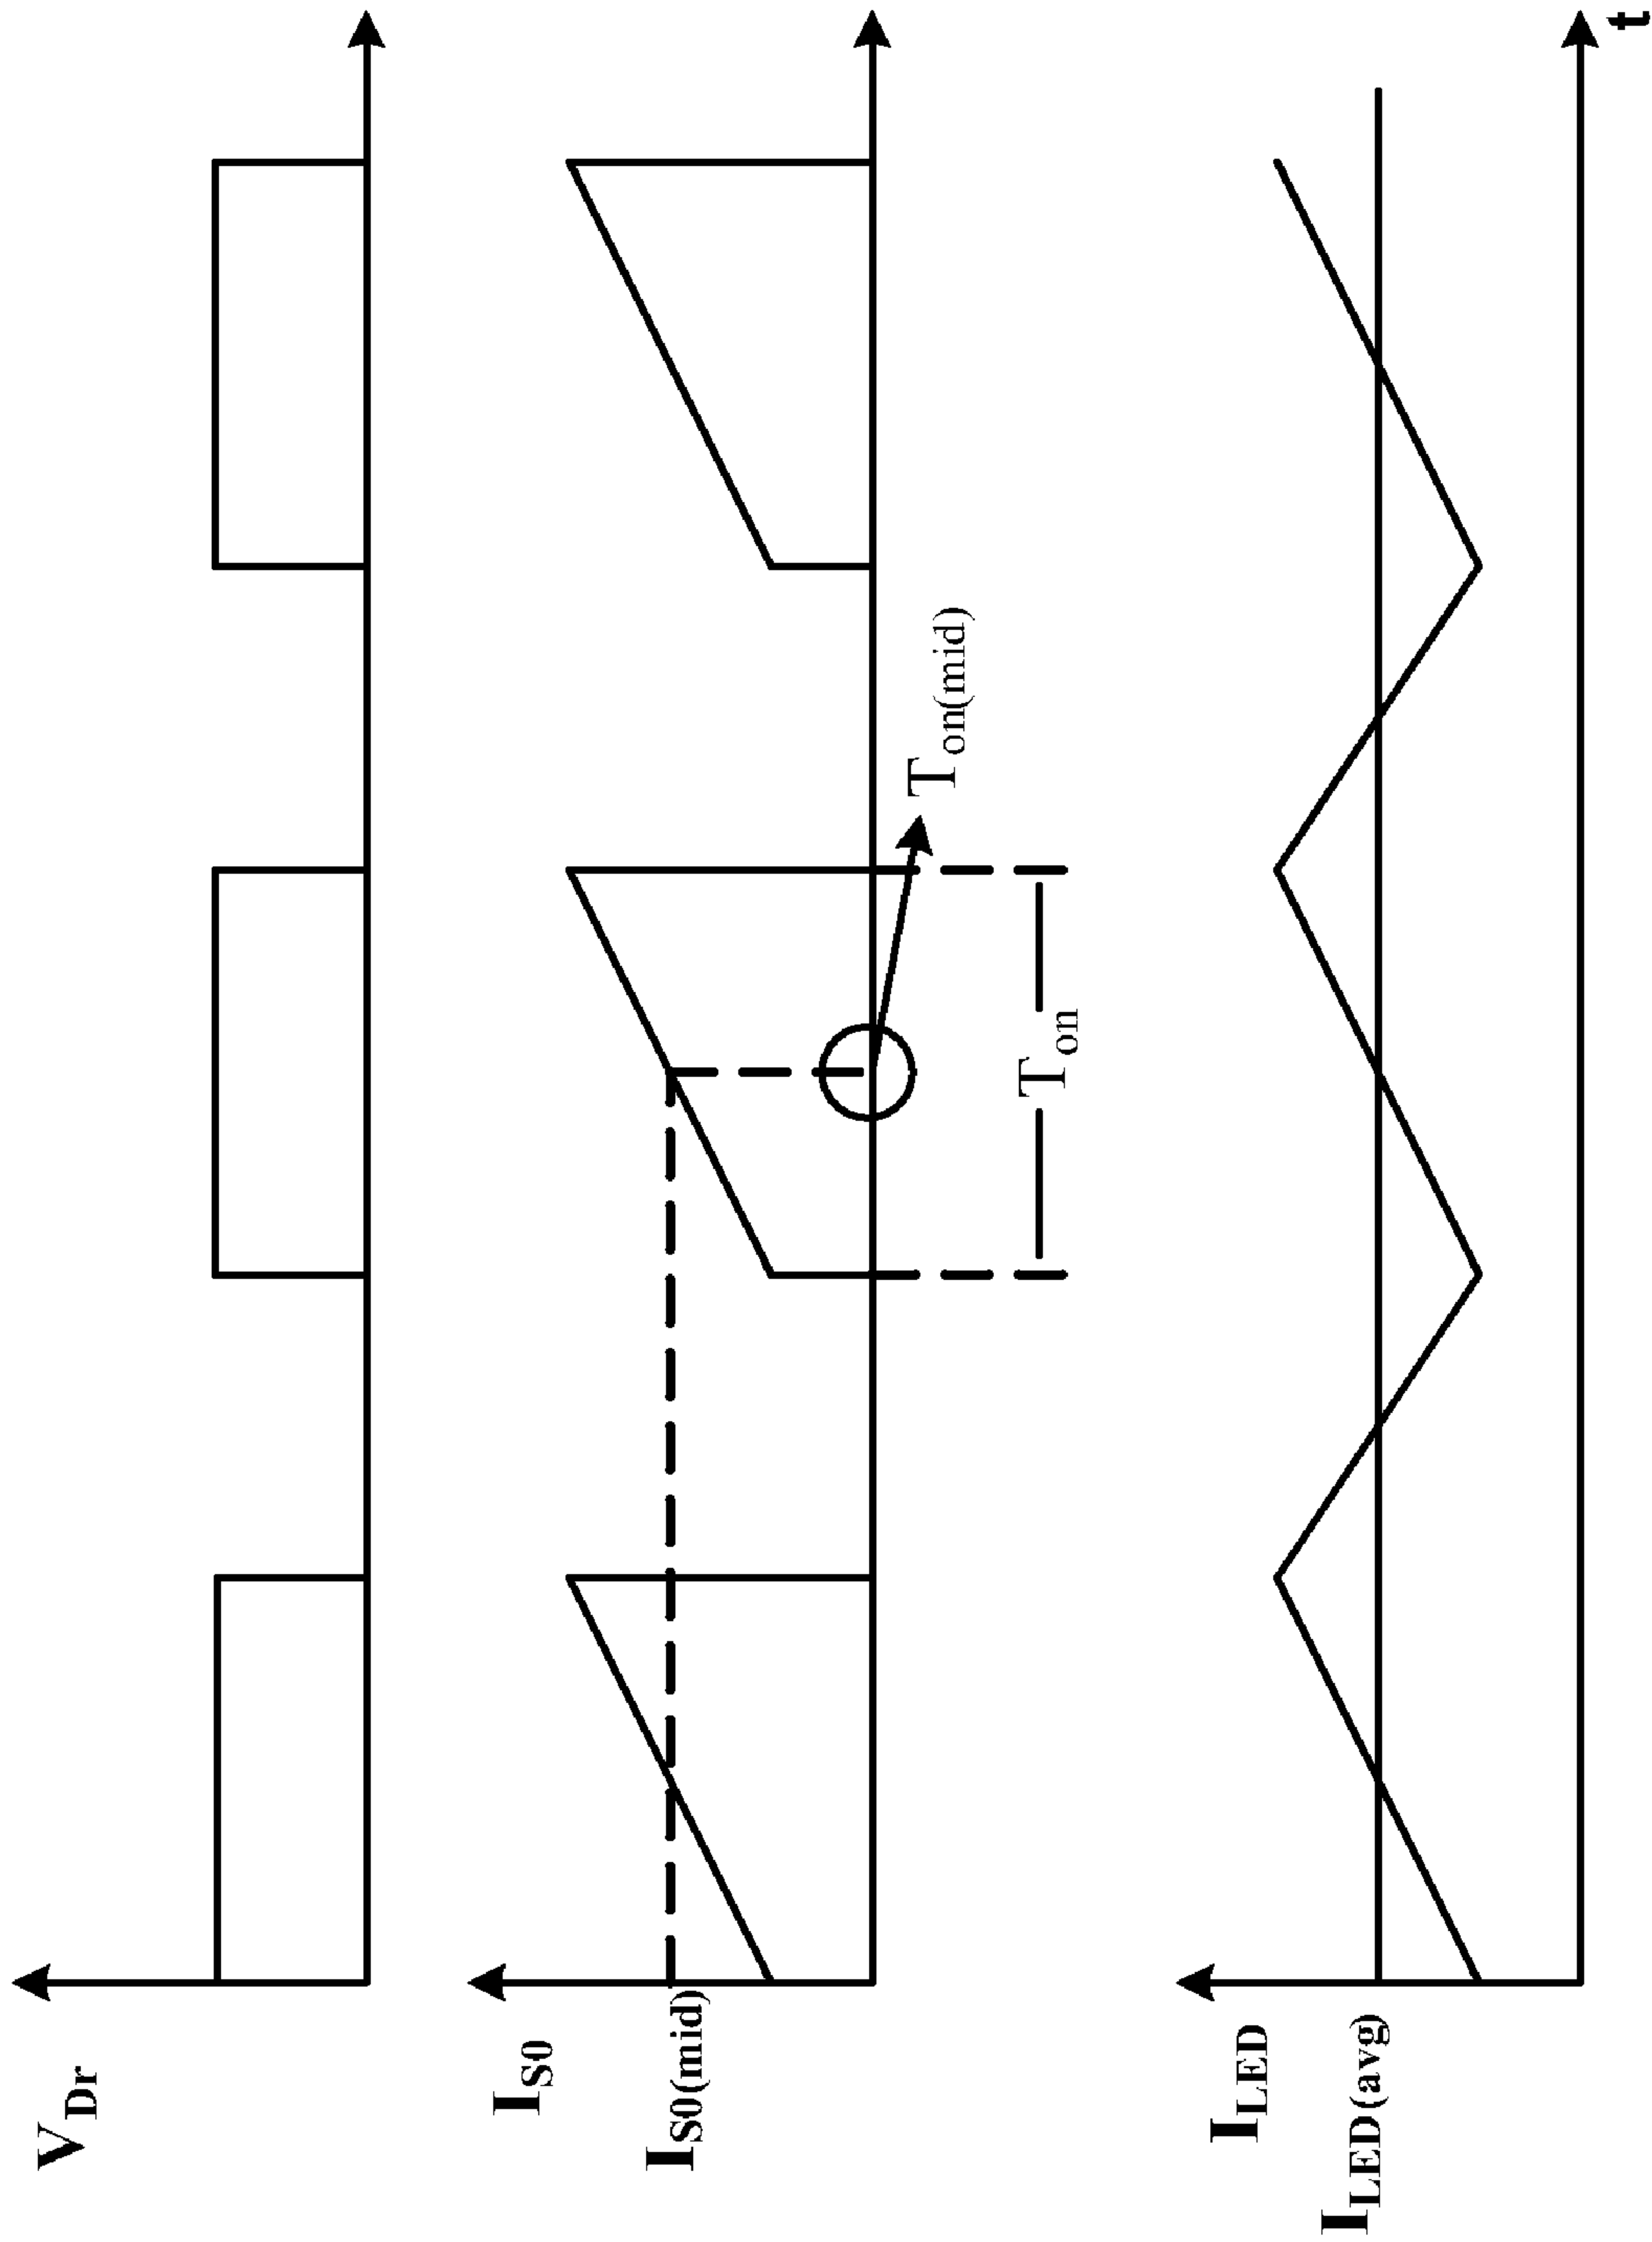 V_Dr
I_S0
I_S0(mid)
T_on(mid)
T_on
I_LED
I_LED(avg)
t